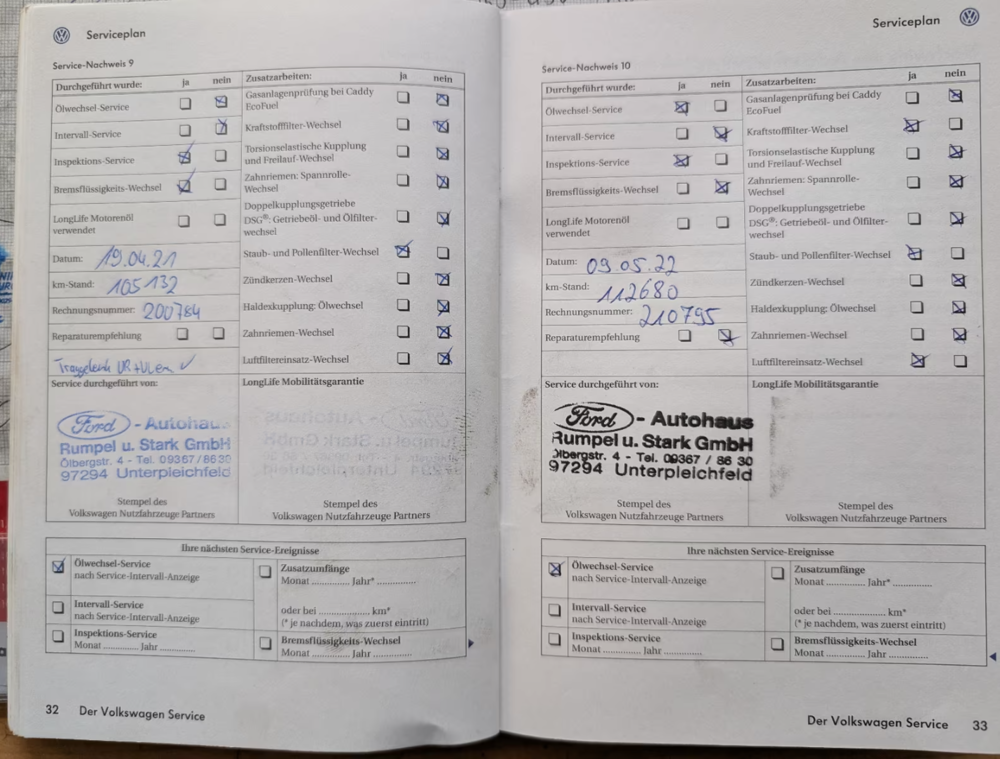 Serviceplan
Service-Nachweis 9
Durchgeführt wurde: ja nein
Ölwechsel-Service
Intervall-Service
Inspektions-Service
Bremsflüssigkeits-Wechsel
LongLife Motorenöl
verwendet
Datum: 19.04.21
km-Stand: 105 132
Rechnungsnummer: 200784
Reparaturempfehlung
Traggelenk UR + ULen ✓
Zusatzarbeiten: ja nein
Gasanlagenprüfung bei Caddy
EcoFuel
Kraftstofffilter-Wechsel
Torsionselastische Kupplung
und Freilauf-Wechsel
Zahnriemen: Spannrolle-
Wechsel
Doppelkupplungsgetriebe
DSG®: Getriebeöl- und Ölfilter-
wechsel
Staub- und Pollenfilter-Wechsel
Zündkerzen-Wechsel
Haldexkupplung: Ölwechsel
Zahnriemen-Wechsel
Luftfiltereinsatz-Wechsel
Service durchgeführt von:
Ford - Autohau
Rumpel u. Stark GmbH
Ölbergstr. 4 - Tel. 09367/8630
97294 Unterpleichfeld
Stempel des
Volkswagen Nutzfahrzeuge Partners
LongLife Mobilitätsgarantie
Stempel des
Volkswagen Nutzfahrzeuge Partners
Ihre nächsten Service-Ereignisse
Ölwechsel-Service
nach Service-Intervall-Anzeige
Intervall-Service
nach Service-Intervall-Anzeige
Inspektions-Service
Monat ............ Jahr ............
Zusatzumfänge
Monat ............ Jahr* ............
oder bei .................... km*
(* je nachdem, was zuerst eintritt)
Bremsflüssigkeits-Wechsel
Monat ............ Jahr ....................
32 Der Volkswagen Service
Serviceplan
Service-Nachweis 10
Durchgeführt wurde: ja nein
Ölwechsel-Service
Intervall-Service
Inspektions-Service
Bremsflüssigkeits-Wechsel
LongLife Motorenöl
verwendet
Datum: 09.05.22
km-Stand: 112680
Rechnungsnummer: 210795
Reparaturempfehlung
Zusatzarbeiten: ja nein
Gasanlagenprüfung bei Caddy
EcoFuel
Kraftstofffilter-Wechsel
Torsionselastische Kupplung
und Freilauf-Wechsel
Zahnriemen: Spannrolle-
Wechsel
Doppelkupplungsgetriebe
DSG®: Getriebeöl- und Ölfilter-
wechsel
Staub- und Pollenfilter-Wechsel
Zündkerzen-Wechsel
Haldexkupplung: Ölwechsel
Zahnriemen-Wechsel
Luftfiltereinsatz-Wechsel
Service durchgeführt von:
Ford - Autohaus
Rumpel u. Stark GmbH
Ölbergstr. 4 - Tel. 09367 / 86 30
97294 Unterpleichfeld
Stempel des
Volkswagen Nutzfahrzeuge Partners
LongLife Mobilitätsgarantie
Stempel des
Volkswagen Nutzfahrzeuge Partners
Ihre nächsten Service-Ereignisse
Ölwechsel-Service
nach Service-Intervall-Anzeige
Intervall-Service
nach Service-Intervall-Anzeige
Inspektions-Service
Monat ............ Jahr ............
Zusatzumfänge
Monat ............ Jahr* ............
oder bei .................... km*
(* je nachdem, was zuerst eintritt)
Bremsflüssigkeits-Wechsel
Monat ............ Jahr ....................
Der Volkswagen Service 33